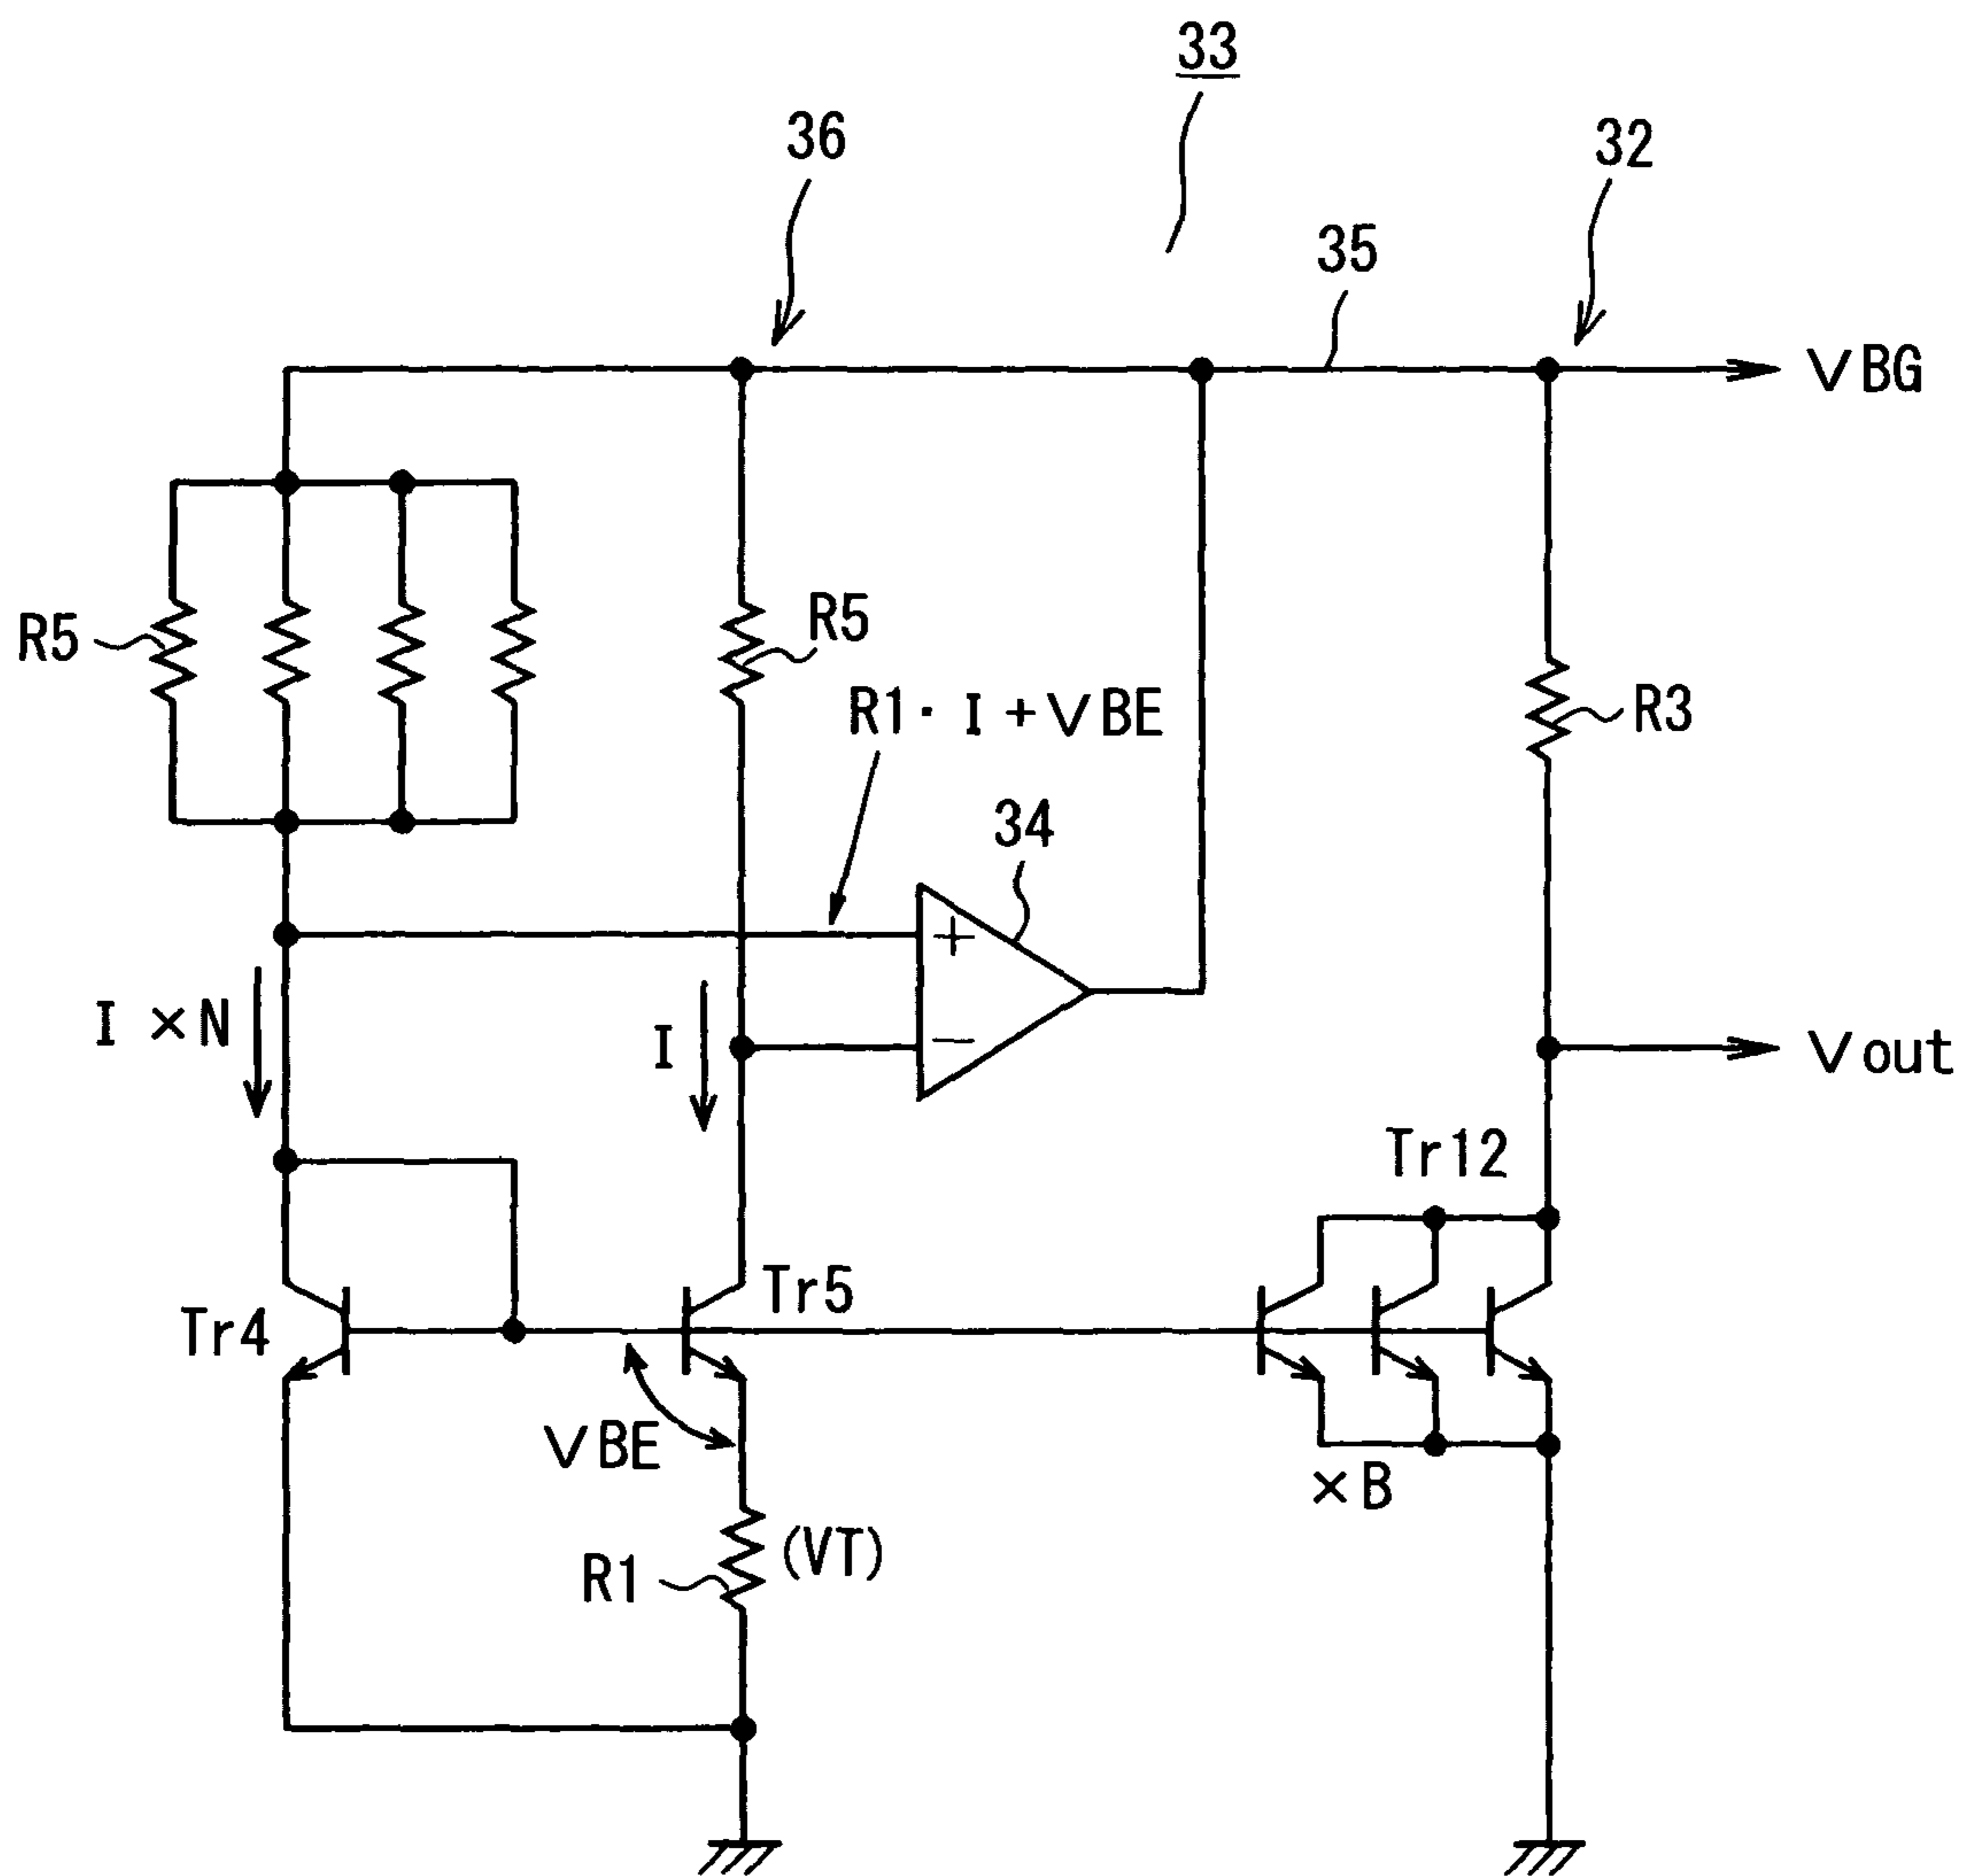 33
36
32
35
VBG
R5
R5
R1・I+VBE
R3
34
+
I×N
I
−
Vout
Tr12
Tr4
Tr5
VBE
×B
R1
(VT)